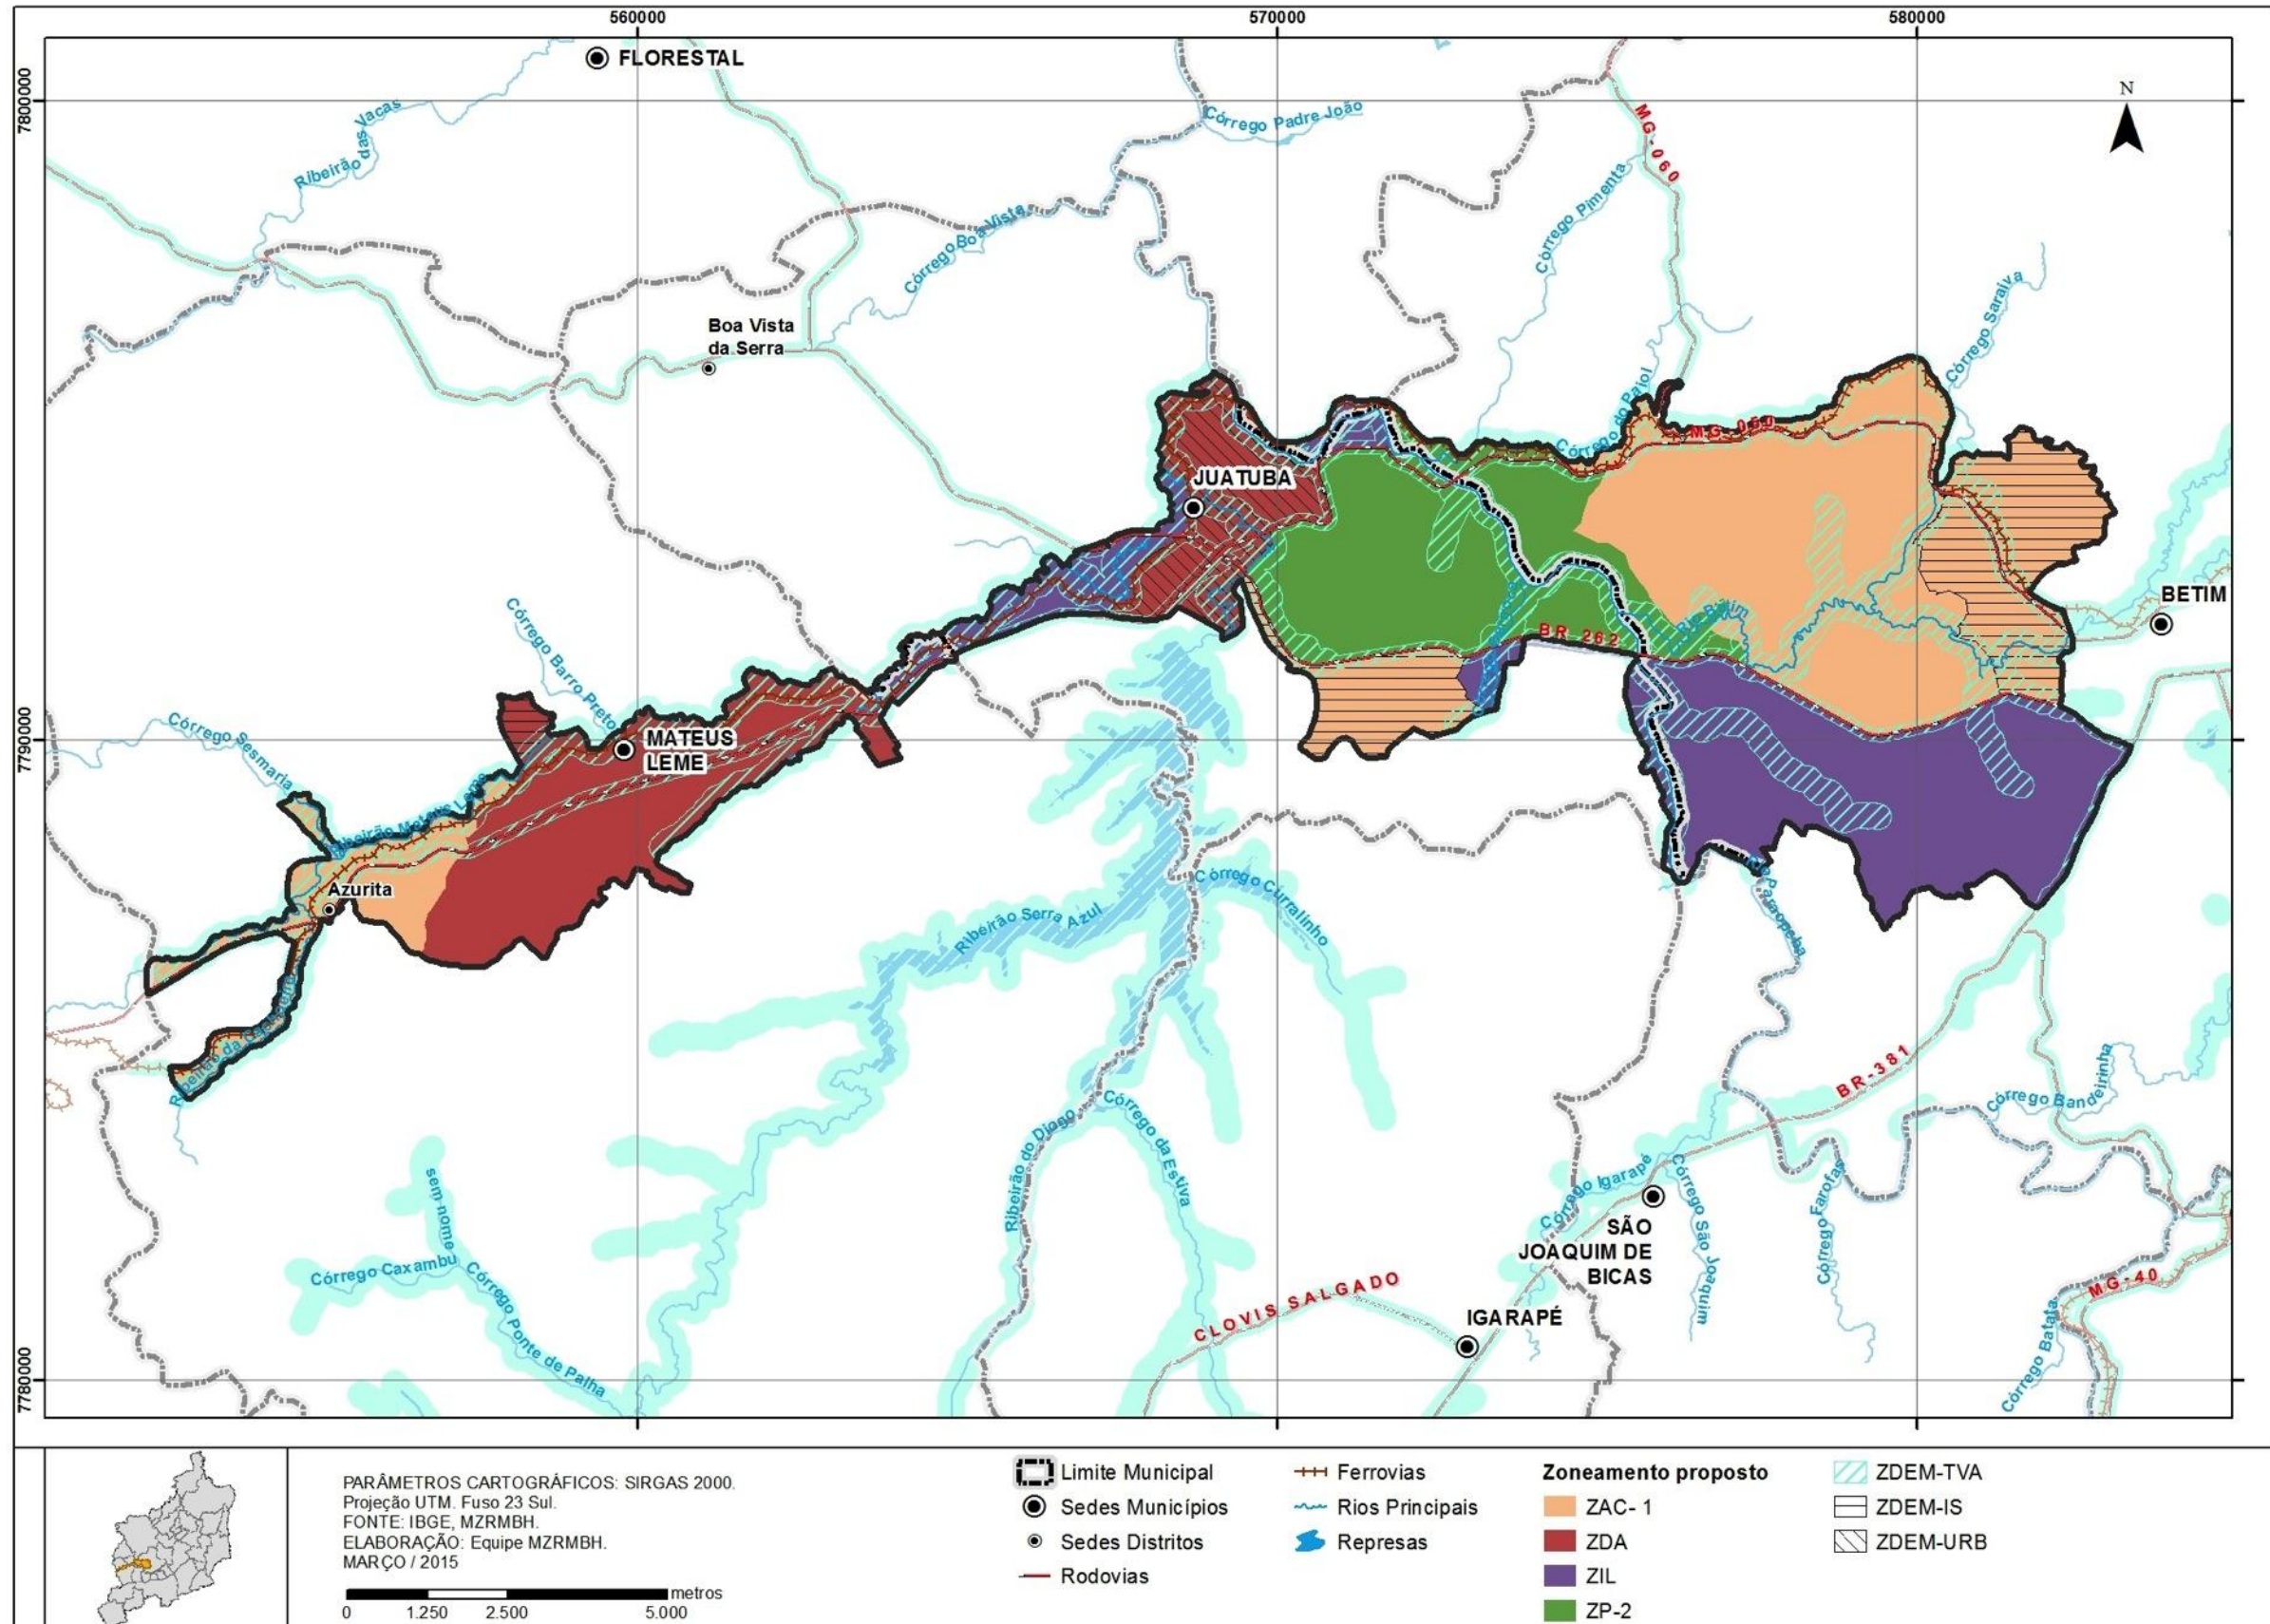 560000
570000
580000
7800000
7790000
7780000
N
FLORESTAL
Ribeirão das Vacas
Córrego Padre João
MG-060
Córrego Pimenta
Córrego Boa Vista
Córrego Saraiva
Boa Vista
da Serra
Córrego do Paiol
MG-050
JUATUBA
BETIM
Rio Betim
BR 262
Córrego Barro Preto
MATEUS
LEME
Córrego Sesmaria
Ribeirão Mateus Leme
Azurita
Ribeirão Serra Azul
Córrego Curralinho
Rio Paraopeba
BR-381
Córrego Bandeirinha
Ribeirão do Diogo
Córrego da Estiva
sem nome
Córrego Caxambu
Córrego Ponte de Palha
Córrego Igarapé
Córrego São Joaquim
Córrego Farofas
SÃO
JOAQUIM DE
BICAS
IGARAPÉ
CLOVIS SALGADO
MG-40
Córrego Batata
PARÂMETROS CARTOGRÁFICOS: SIRGAS 2000.
Projeção UTM. Fuso 23 Sul.
FONTE: IBGE, MZRMBH.
ELABORAÇÃO: Equipe MZRMBH.
MARÇO / 2015
metros
0 1.250 2.500 5.000
Limite Municipal
Sedes Municípios
Sedes Distritos
Rodovias
Ferrovias
Rios Principais
Represas
Zoneamento proposto
ZAC- 1
ZDA
ZIL
ZP-2
ZDEM-TVA
ZDEM-IS
ZDEM-URB